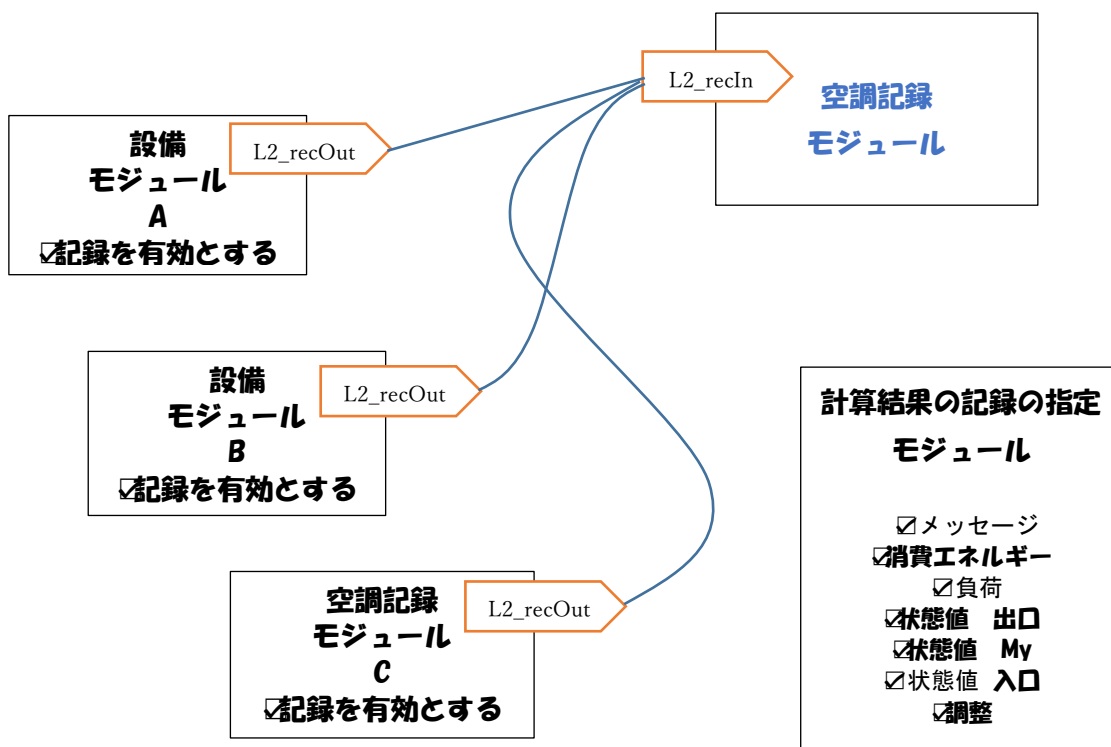 L2_recIn
空調記録
モジュール
設備
モジュール
A
☑記録を有効とする
L2_recOut
設備
モジュール
B
☑記録を有効とする
L2_recOut
空調記録
モジュール
C
☑記録を有効とする
L2_recOut
計算結果の記録の指定
モジュール
☑メッセージ
☑消費エネルギー
☑負荷
☑状態値 出口
☑状態値 My
☑状態値 入口
☑調整